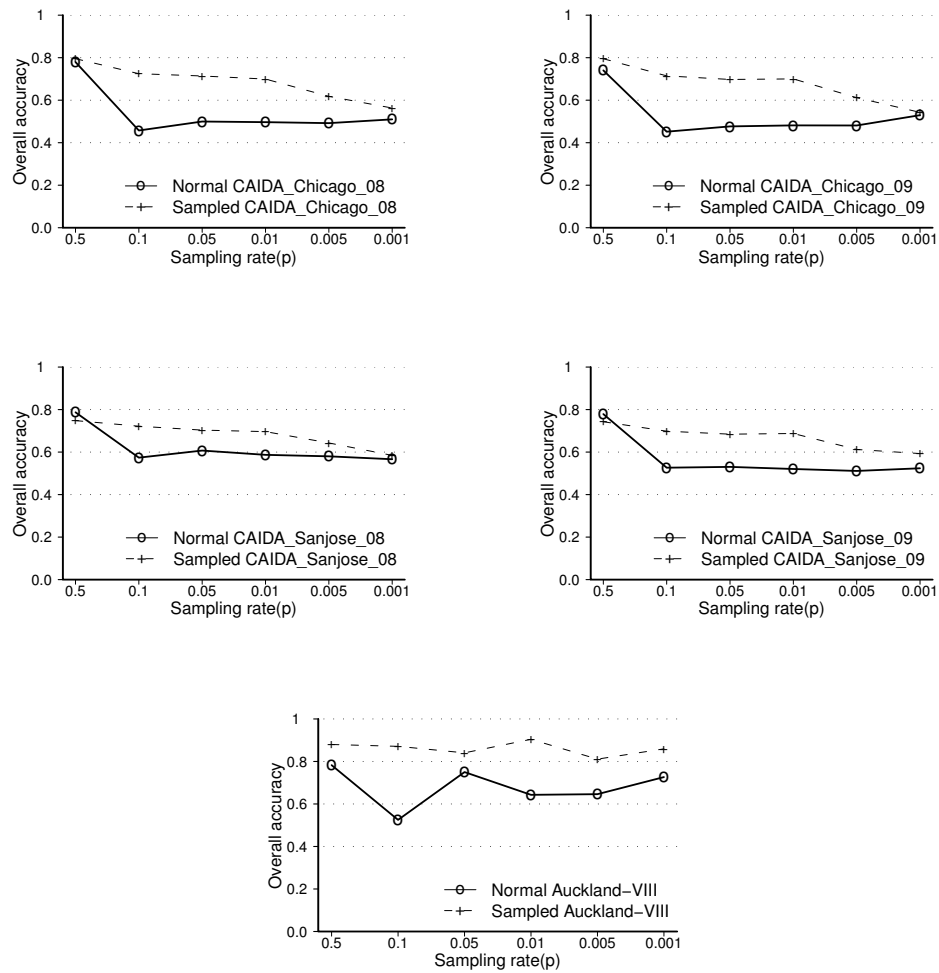 1
0.8
0.6
0.4
0.2
0.0
Overall accuracy
Normal CAIDA_Chicago_08
Sampled CAIDA_Chicago_08
0.5 0.1 0.05 0.01 0.005 0.001
Sampling rate(p)
1
0.8
0.6
0.4
0.2
0.0
Overall accuracy
Normal CAIDA_Chicago_09
Sampled CAIDA_Chicago_09
0.5 0.1 0.05 0.01 0.005 0.001
Sampling rate(p)
1
0.8
0.6
0.4
0.2
0.0
Overall accuracy
Normal CAIDA_Sanjose_08
Sampled CAIDA_Sanjose_08
0.5 0.1 0.05 0.01 0.005 0.001
Sampling rate(p)
1
0.8
0.6
0.4
0.2
0.0
Overall accuracy
Normal CAIDA_Sanjose_09
Sampled CAIDA_Sanjose_09
0.5 0.1 0.05 0.01 0.005 0.001
Sampling rate(p)
1
0.8
0.6
0.4
0.2
0.0
Overall accuracy
Normal Auckland−VIII
Sampled Auckland−VIII
0.5 0.1 0.05 0.01 0.005 0.001
Sampling rate(p)